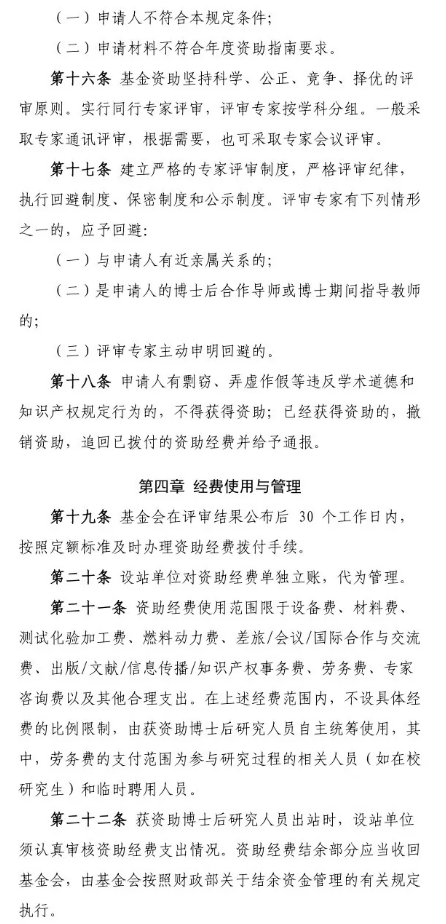 （一）申请人不符合本规定条件；
（二）申请材料不符合年度资助指南要求。
第十六条 基金资助坚持科学、公正、竞争、择优的评
审原则。实行同行专家评审，评审专家按学科分组。一般采
取专家通讯评审，根据需要，也可采取专家会议评审。
第十七条 建立严格的专家评审制度，严格评审纪律，
执行回避制度、保密制度和公示制度。评审专家有下列情形
之一的，应予回避：
（一）与申请人有近亲属关系的；
（二）是申请人的博士后合作导师或博士期间指导教师
的；
（三）评审专家主动申明回避的。
第十八条 申请人有剽窃、弄虚作假等违反学术道德和
知识产权规定行为的，不得获得资助；已经获得资助的，撤
销资助，追回已拨付的资助经费并给予通报。
第四章 经费使用与管理
第十九条 基金会在评审结果公布后 30 个工作日内，
按照定额标准及时办理资助经费拨付手续。
第二十条 设站单位对资助经费单独立账，代为管理。
第二十一条 资助经费使用范围限于设备费、材料费、
测试化验加工费、燃料动力费、差旅/会议/国际合作与交流
费、出版/文献/信息传播/知识产权事务费、劳务费、专家
咨询费以及其他合理支出。在上述经费范围内，不设具体经
费的比例限制，由获资助博士后研究人员自主统筹使用，其
中，劳务费的支付范围为参与研究过程的相关人员（如在校
研究生）和临时聘用人员。
第二十二条 获资助博士后研究人员出站时，设站单位
须认真审核资助经费支出情况。资助经费结余部分应当收回
基金会，由基金会按照财政部关于结余资金管理的有关规定
执行。